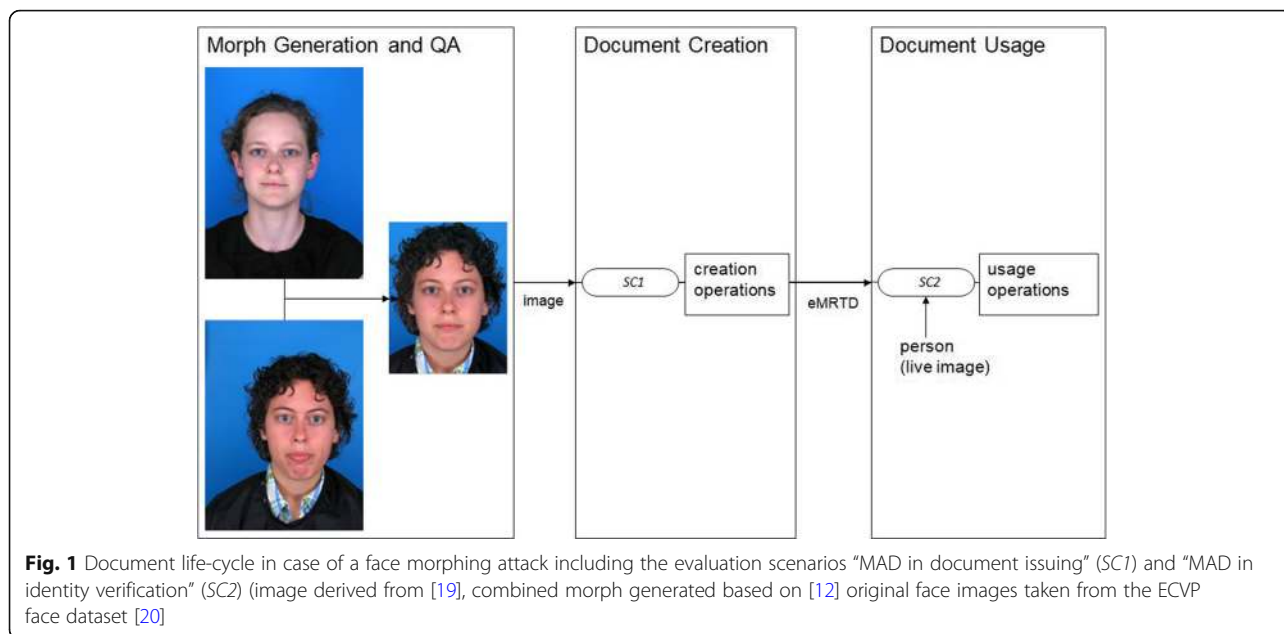 Morph Generation and QA
Document Creation
Document Usage
image
SC1
creation
operations
eMRTD
SC2
usage
operations
person
(live image)
Fig. 1 Document life-cycle in case of a face morphing attack including the evaluation scenarios “MAD in document issuing” (SC1) and “MAD in
identity verification” (SC2) (image derived from [19], combined morph generated based on [12] original face images taken from the ECVP
face dataset [20]